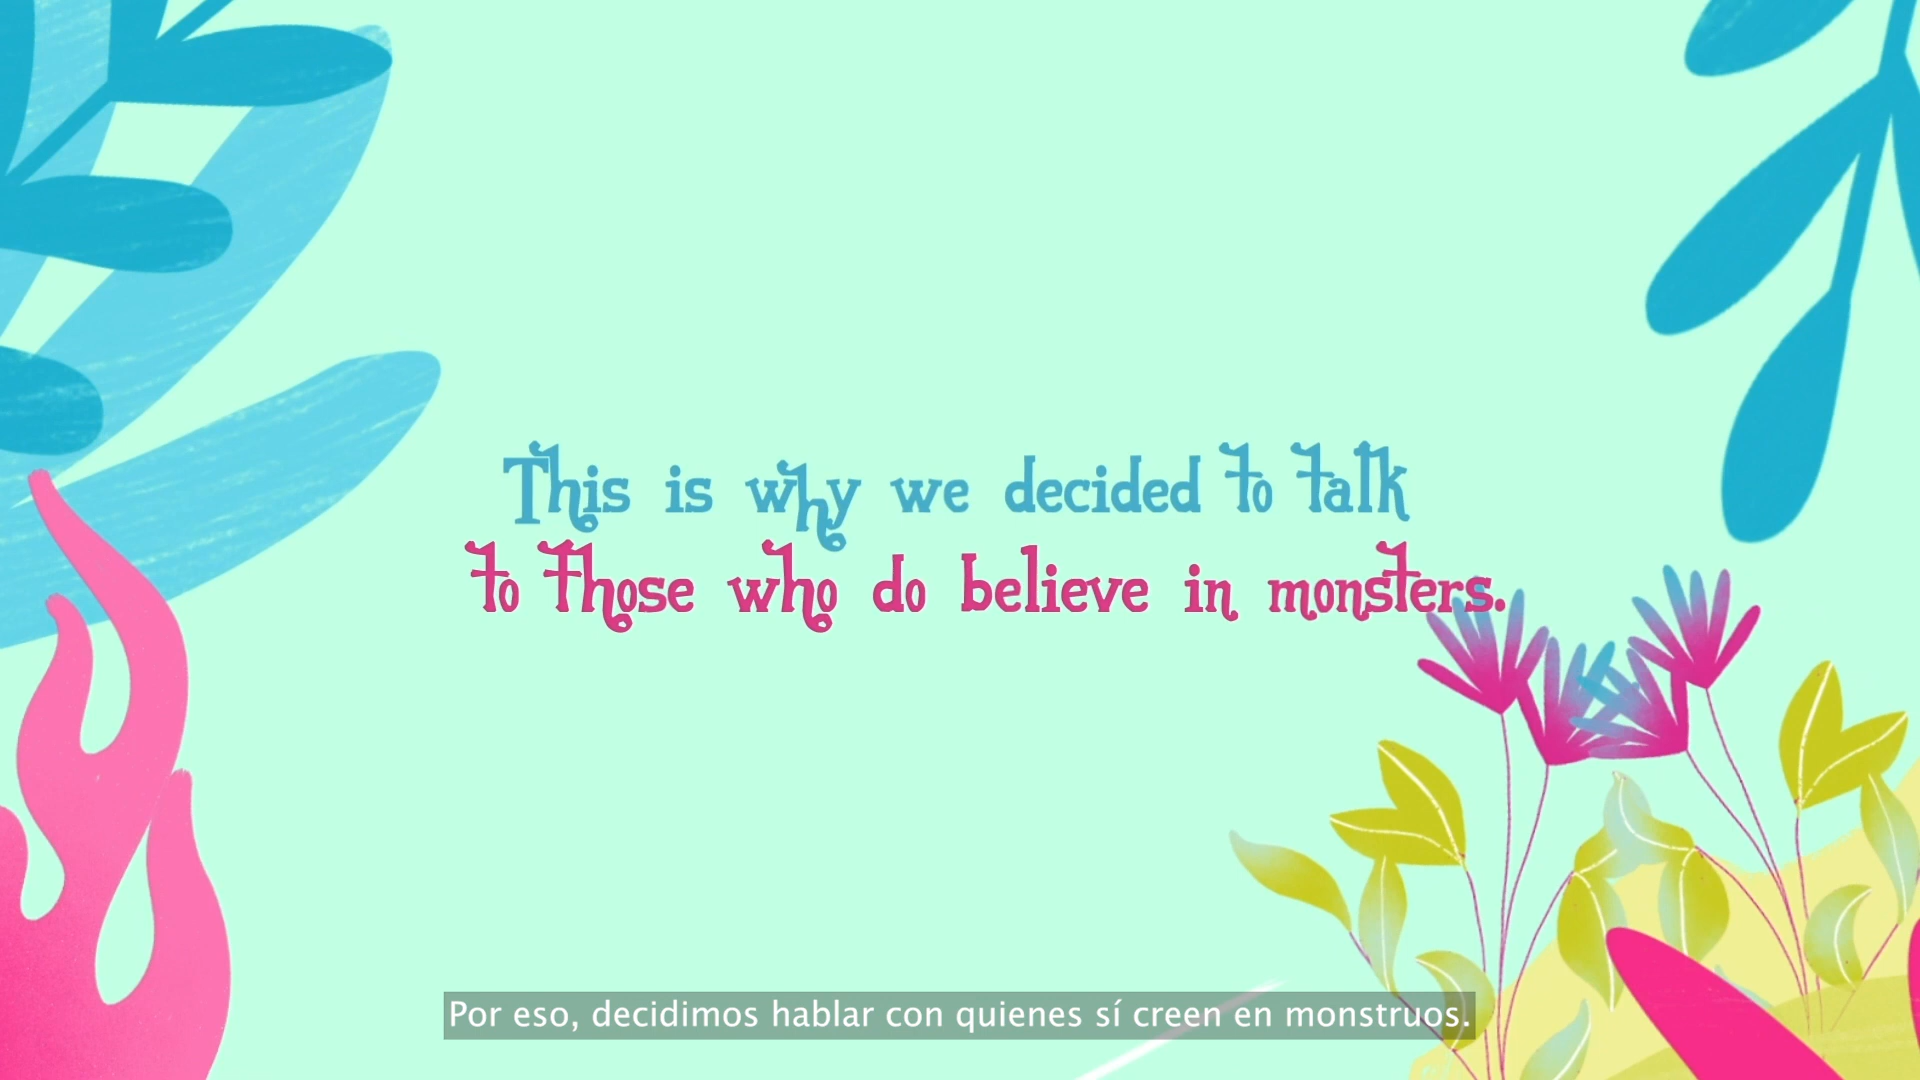 This is why we decided to talk
to those who do believe in monsters.
Por eso, decidimos hablar con quienes sí creen en monstruos.